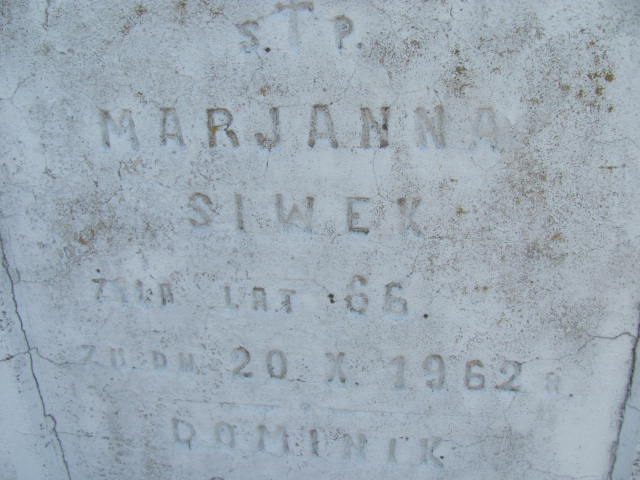 S. P.
MARJANNA
SIWEK
ŻYŁA LAT 66.
ZM. DN. 20 X. 1962 R.
DOMINIK